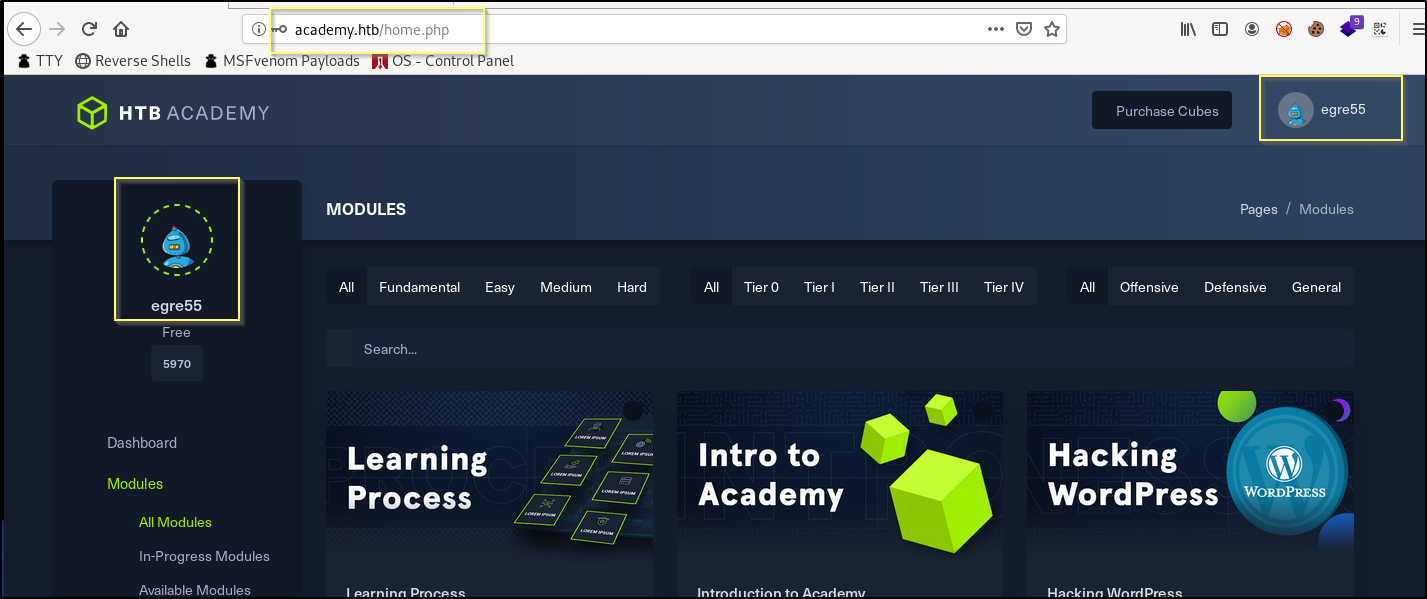 academy.htb/home.php
9
TTY Reverse Shells MSFvenom Payloads OS - Control Panel
HTB ACADEMY
Purchase Cubes
egre55
egre55
Free
5970
Dashboard
Modules
All Modules
In-Progress Modules
Available Modules
MODULES
Pages / Modules
All Fundamental Easy Medium Hard
All Tier 0 Tier I Tier II Tier III Tier IV
All Offensive Defensive General
Search...
Learning
Process
LOREM IPSUM
LOREM IPSUM
LOREM IPSUM
LOREM IPSUM
LOREM IPSUM
LOREM IPSUM
Learning Process
Intro to
Academy
Introduction to Academy
Hacking
WordPress
WORDPRESS
Hacking WordPress